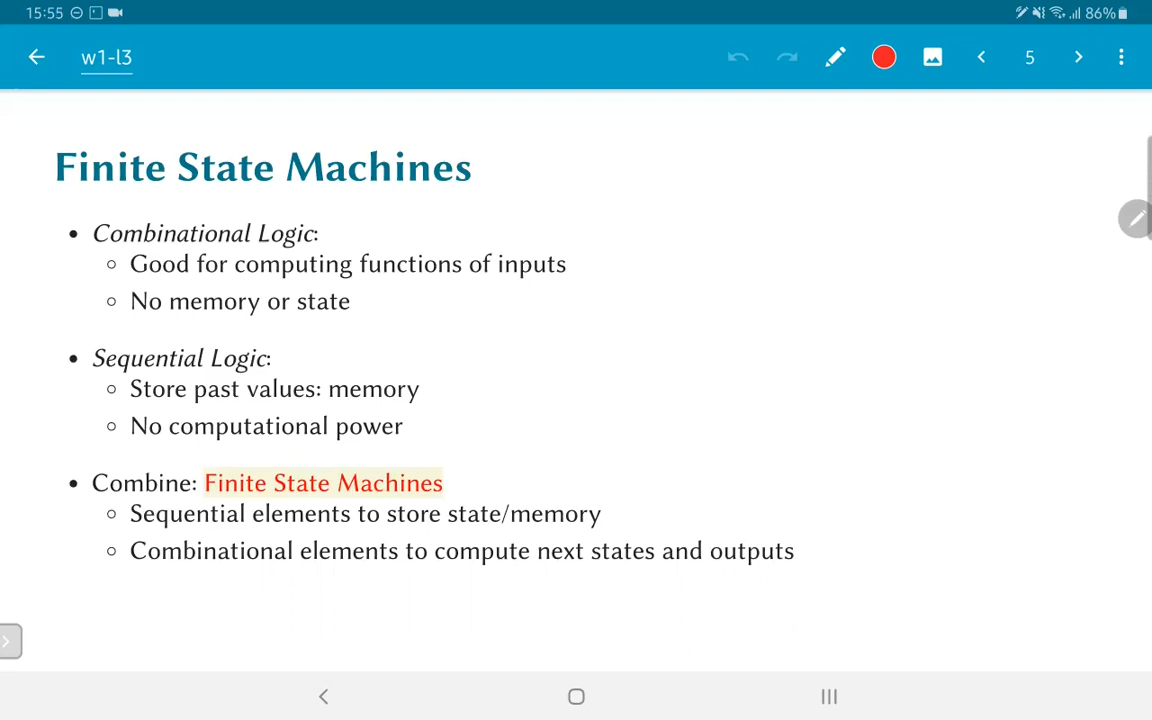 15:55
86%
w1-l3
5
Finite State Machines
• Combinational Logic:
◦ Good for computing functions of inputs
◦ No memory or state
• Sequential Logic:
◦ Store past values: memory
◦ No computational power
• Combine: Finite State Machines
◦ Sequential elements to store state/memory
◦ Combinational elements to compute next states and outputs